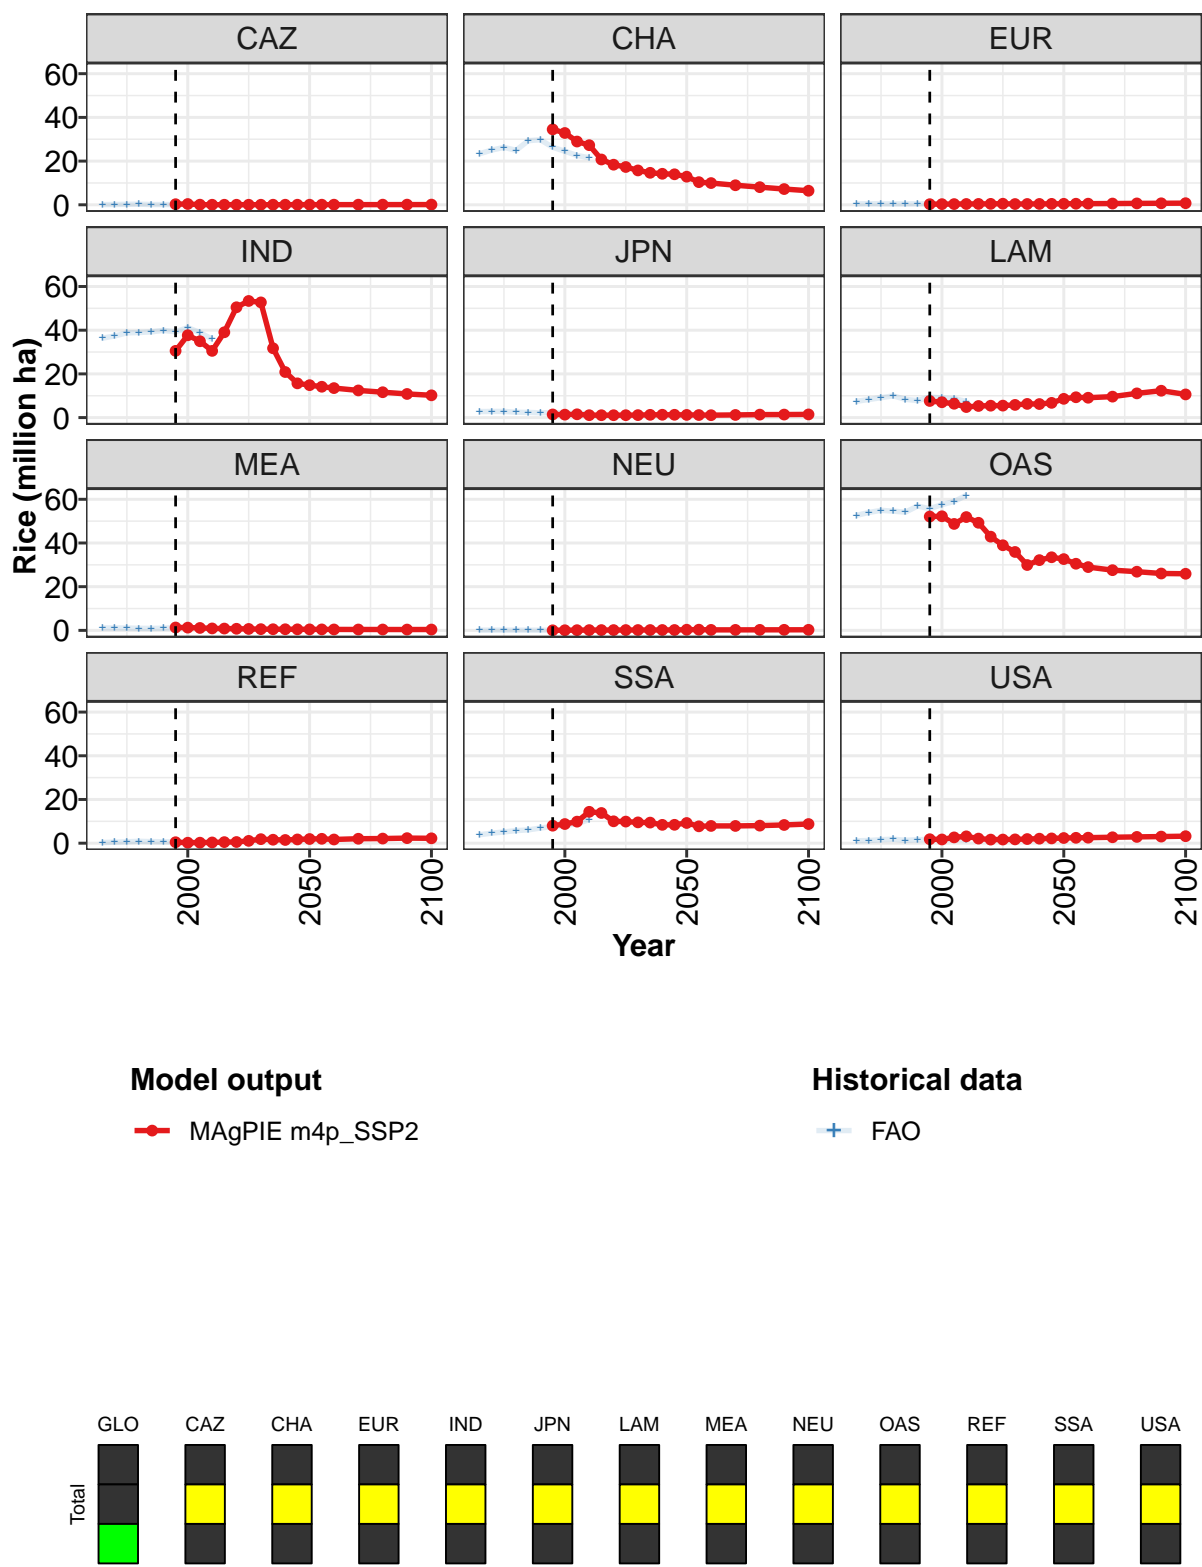 CAZ CHA EUR
60
40
20
0
IND JPN LAM
60
40
20
0
MEA NEU OAS
60
40
20
0
REF SSA USA
60
40
20
0
Rice (million ha)
2000 2050 2100 2000 2050 2100 2000 2050 2100
Year
Model output Historical data
MAgPIE m4p_SSP2 FAO
GLO CAZ CHA EUR IND JPN LAM MEA NEU OAS REF SSA USA
Total